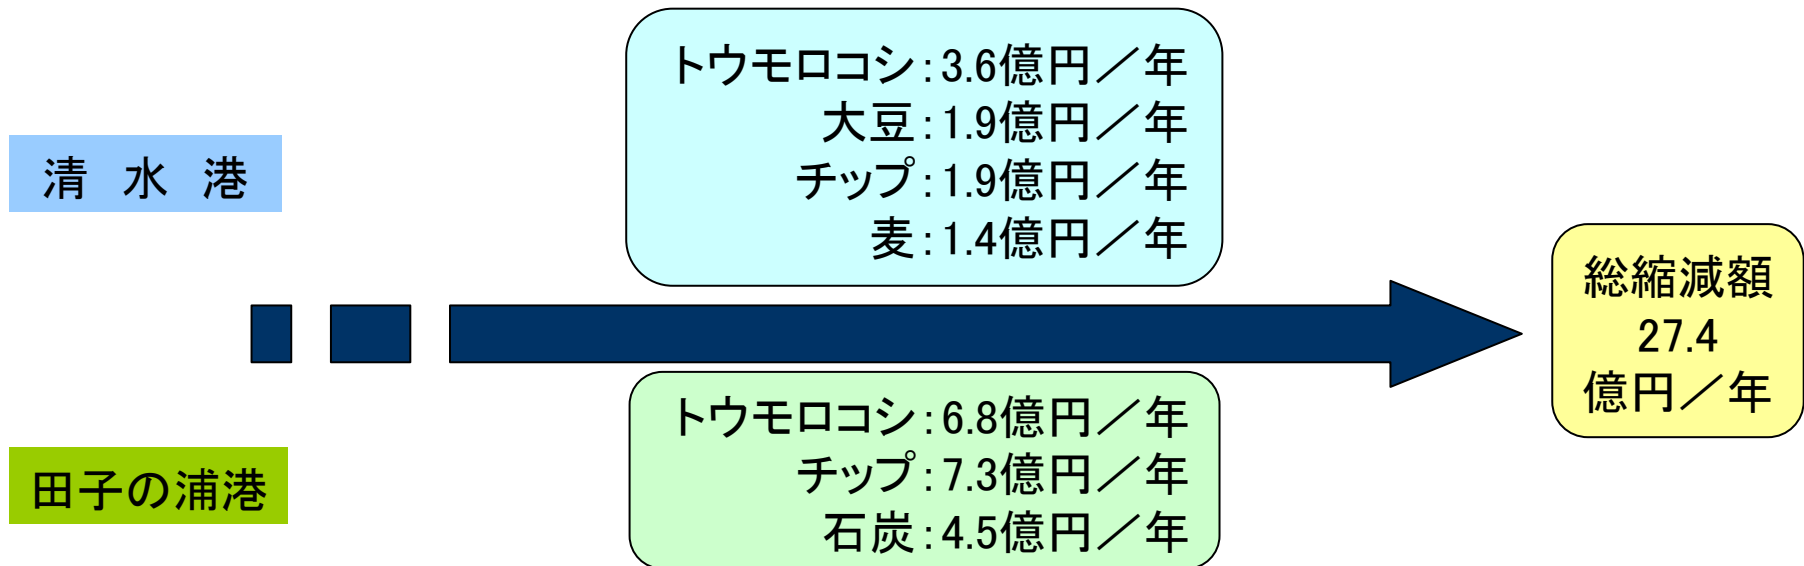 清　水　港
トウモロコシ：3.6億円／年
大豆：1.9億円／年
チップ：1.9億円／年
麦：1.4億円／年
田子の浦港
トウモロコシ：6.8億円／年
チップ：7.3億円／年
石炭：4.5億円／年
総縮減額
27.4
億円／年